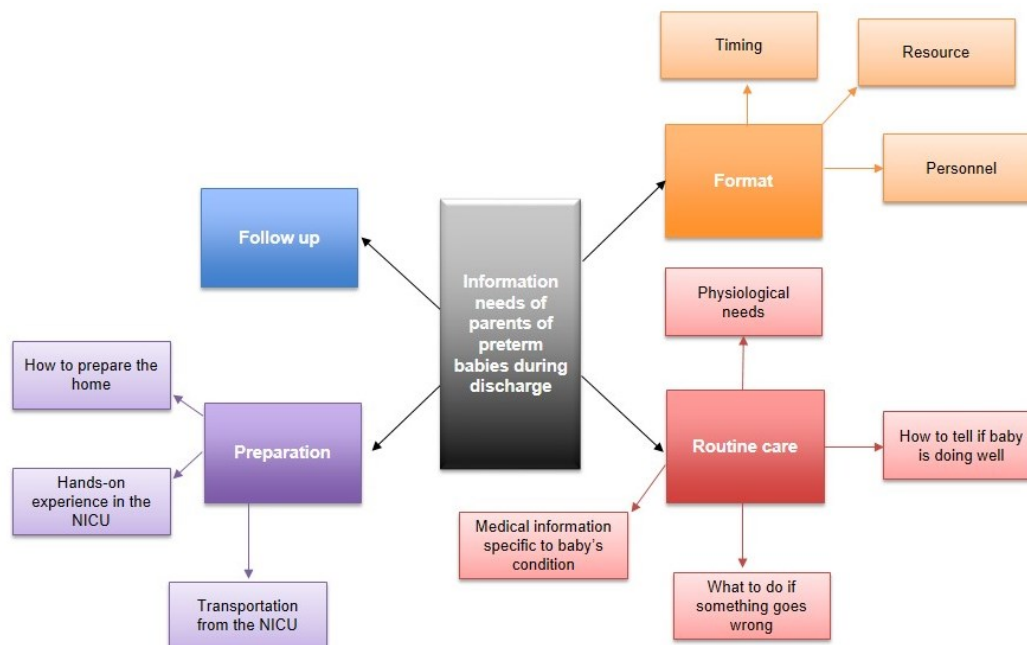 Timing
Resource
Format
Personnel
Follow up
Information
needs of
parents of
preterm
babies during
discharge
Physiological
needs
How to prepare the
home
Preparation
Hands-on
experience in the
NICU
Transportation
from the NICU
Routine care
How to tell if baby
is doing well
Medical information
specific to baby’s
condition
What to do if
something goes
wrong